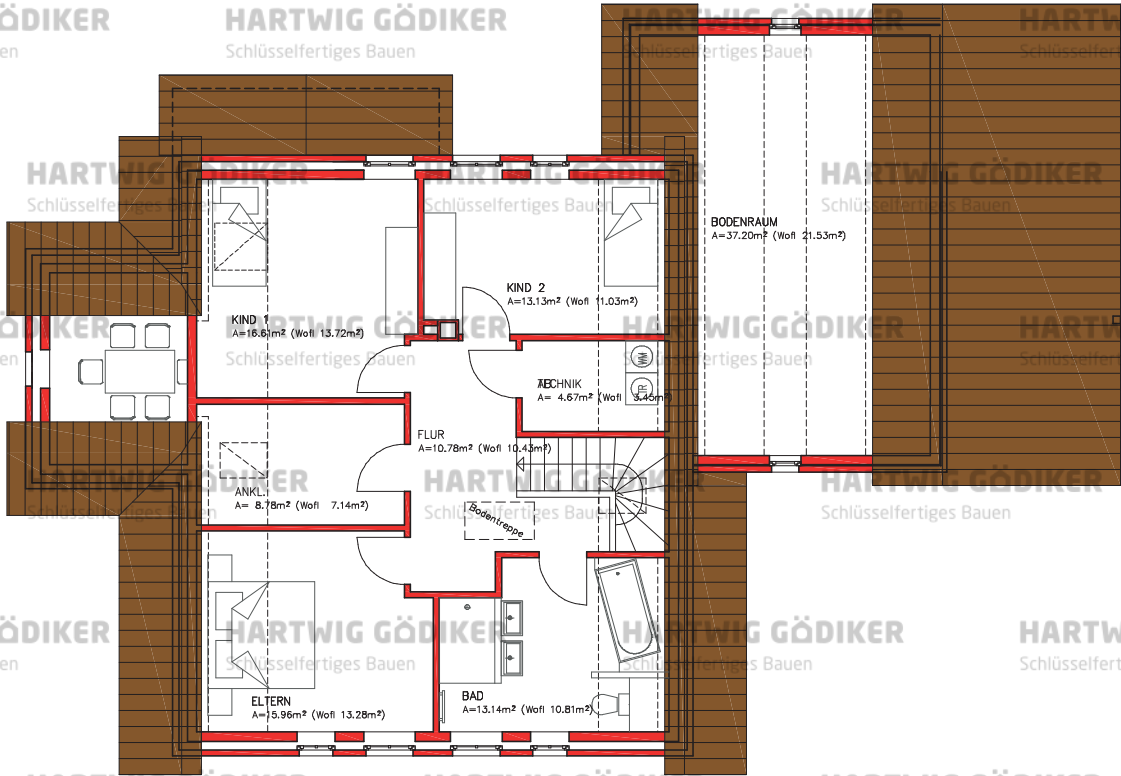 HARTWIG GÖDIKER
Schlüsselfertiges Bauen
BODENRAUM
A=37.20m² (Wofl 21.53m²)
KIND 2
A=13.13m² (Wofl 11.03m²)
KIND 1
A=16.61m² (Wofl 13.72m²)
WM
TR
TECHNIK
A= 4.67m² (Wofl 3.45m²)
FLUR
A=10.78m² (Wofl 10.43m²)
ANKL.
A= 8.78m² (Wofl 7.14m²)
Bodentreppe
ELTERN
A=15.96m² (Wofl 13.28m²)
BAD
A=13.14m² (Wofl 10.81m²)